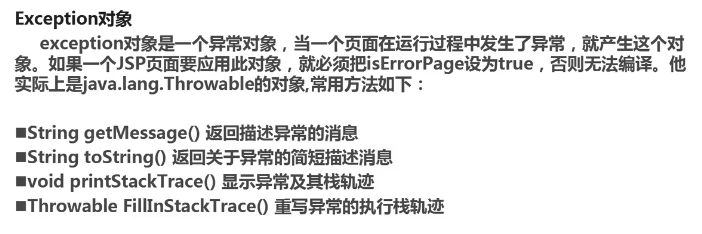 Exception对象
exception对象是一个异常对象，当一个页面在运行过程中发生了异常，就产生这个对
象。如果一个JSP页面要应用此对象，就必须把isErrorPage设为true，否则无法编译。他
实际上是java.lang.Throwable的对象,常用方法如下：
■String getMessage() 返回描述异常的消息
■String toString() 返回关于异常的简短描述消息
■void printStackTrace() 显示异常及其栈轨迹
■Throwable FillInStackTrace() 重写异常的执行栈轨迹